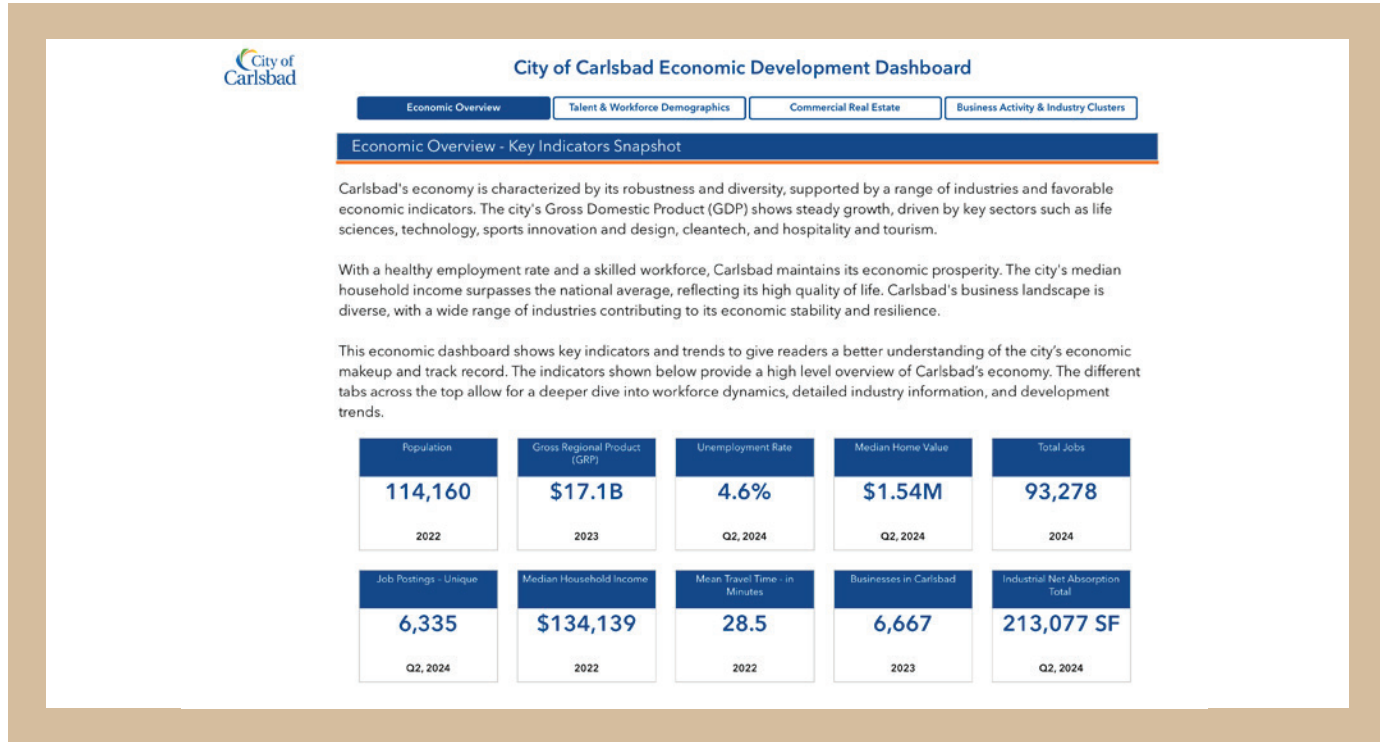 City of
Carlsbad
City of Carlsbad Economic Development Dashboard
Economic Overview
Talent & Workforce Demographics
Commercial Real Estate
Business Activity & Industry Clusters
Economic Overview - Key Indicators Snapshot
Carlsbad's economy is characterized by its robustness and diversity, supported by a range of industries and favorable
economic indicators. The city's Gross Domestic Product (GDP) shows steady growth, driven by key sectors such as life
sciences, technology, sports innovation and design, cleantech, and hospitality and tourism.
With a healthy employment rate and a skilled workforce, Carlsbad maintains its economic prosperity. The city's median
household income surpasses the national average, reflecting its high quality of life. Carlsbad's business landscape is
diverse, with a wide range of industries contributing to its economic stability and resilience.
This economic dashboard shows key indicators and trends to give readers a better understanding of the city's economic
makeup and track record. The indicators shown below provide a high level overview of Carlsbad's economy. The different
tabs across the top allow for a deeper dive into workforce dynamics, detailed industry information, and development
trends.
Population
114,160
2022
Gross Regional Product
(GRP)
$17.1B
2023
Unemployment Rate
4.6%
Q2, 2024
Median Home Value
$1.54M
Q2, 2024
Total Jobs
93,278
2024
Job Postings - Unique
6,335
Q2, 2024
Median Household Income
$134,139
2022
Mean Travel Time - in
Minutes
28.5
2022
Businesses in Carlsbad
6,667
2023
Industrial Net Absorption
Total
213,077 SF
Q2, 2024